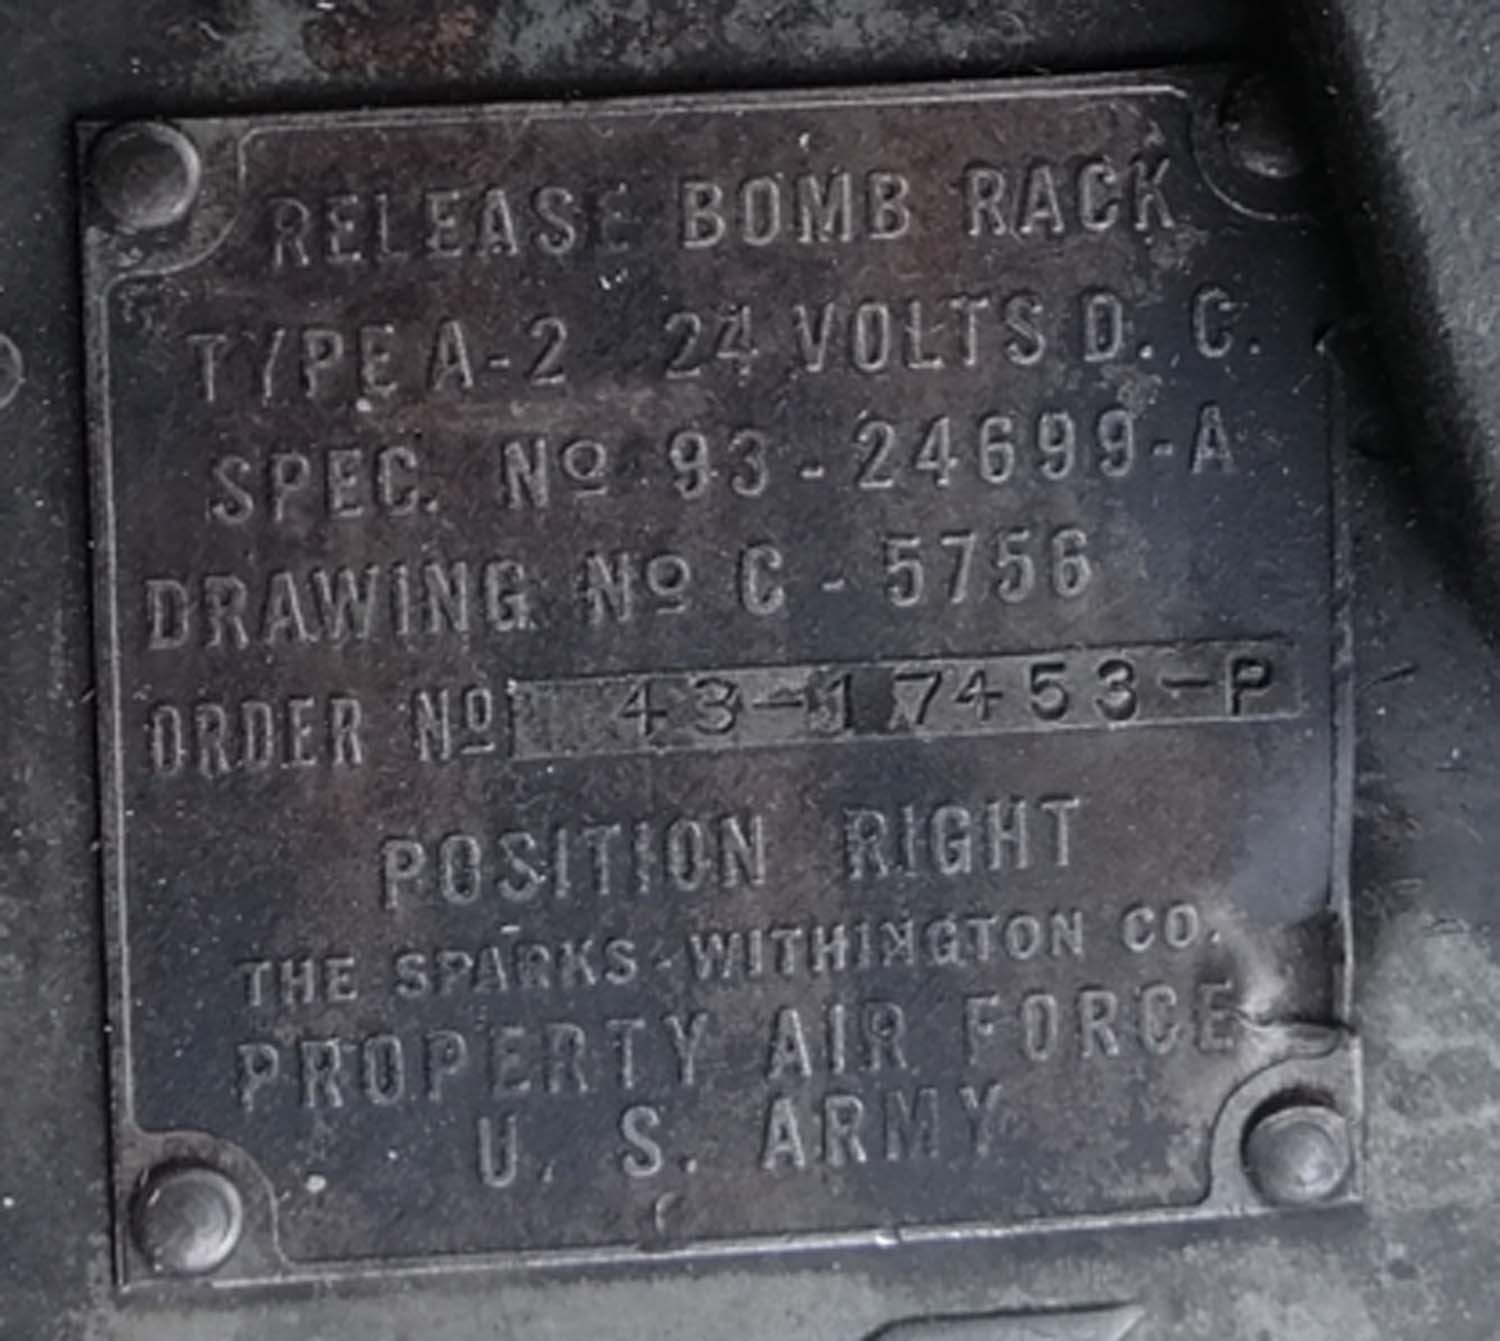 RELEASE BOMB RACK
TYPE A-2 24 VOLTS D. C.
SPEC. Nº 93-24699-A
DRAWING Nº C-5756
ORDER Nº 43-17453-P
POSITION RIGHT
THE SPARKS-WITHINGTON CO.
PROPERTY AIR FORCE
U. S. ARMY